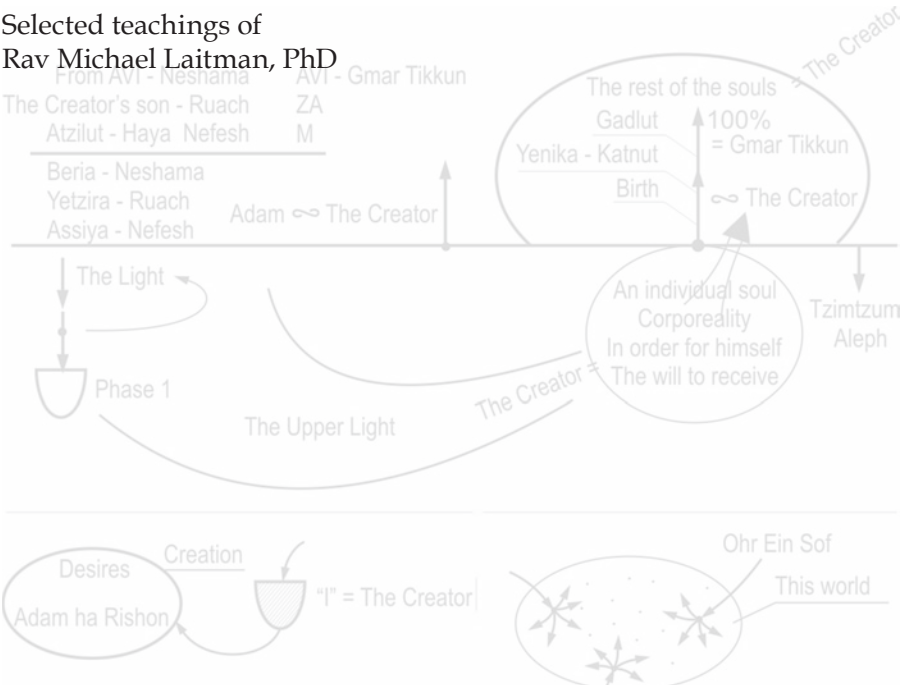 Selected teachings of
Rav Michael Laitman, PhD
From AVI - Neshama AVI - Gmar Tikkun
The Creator's son - Ruach ZA
Atzilut - Haya Nefesh M
Beria - Neshama
Yetzira - Ruach
Assiya - Nefesh
Adam ∾ The Creator
= The Creator
The rest of the souls
Gadlut 100%
= Gmar Tikkun
Yenika - Katnut
Birth
∾ The Creator
The Light
Phase 1
An individual soul
Corporeality
In order for himself
The will to receive
Tzimtzum
Aleph
The Creator =
The Upper Light
Creation
Desires
Adam ha Rishon
"I" = The Creator
Ohr Ein Sof
This world